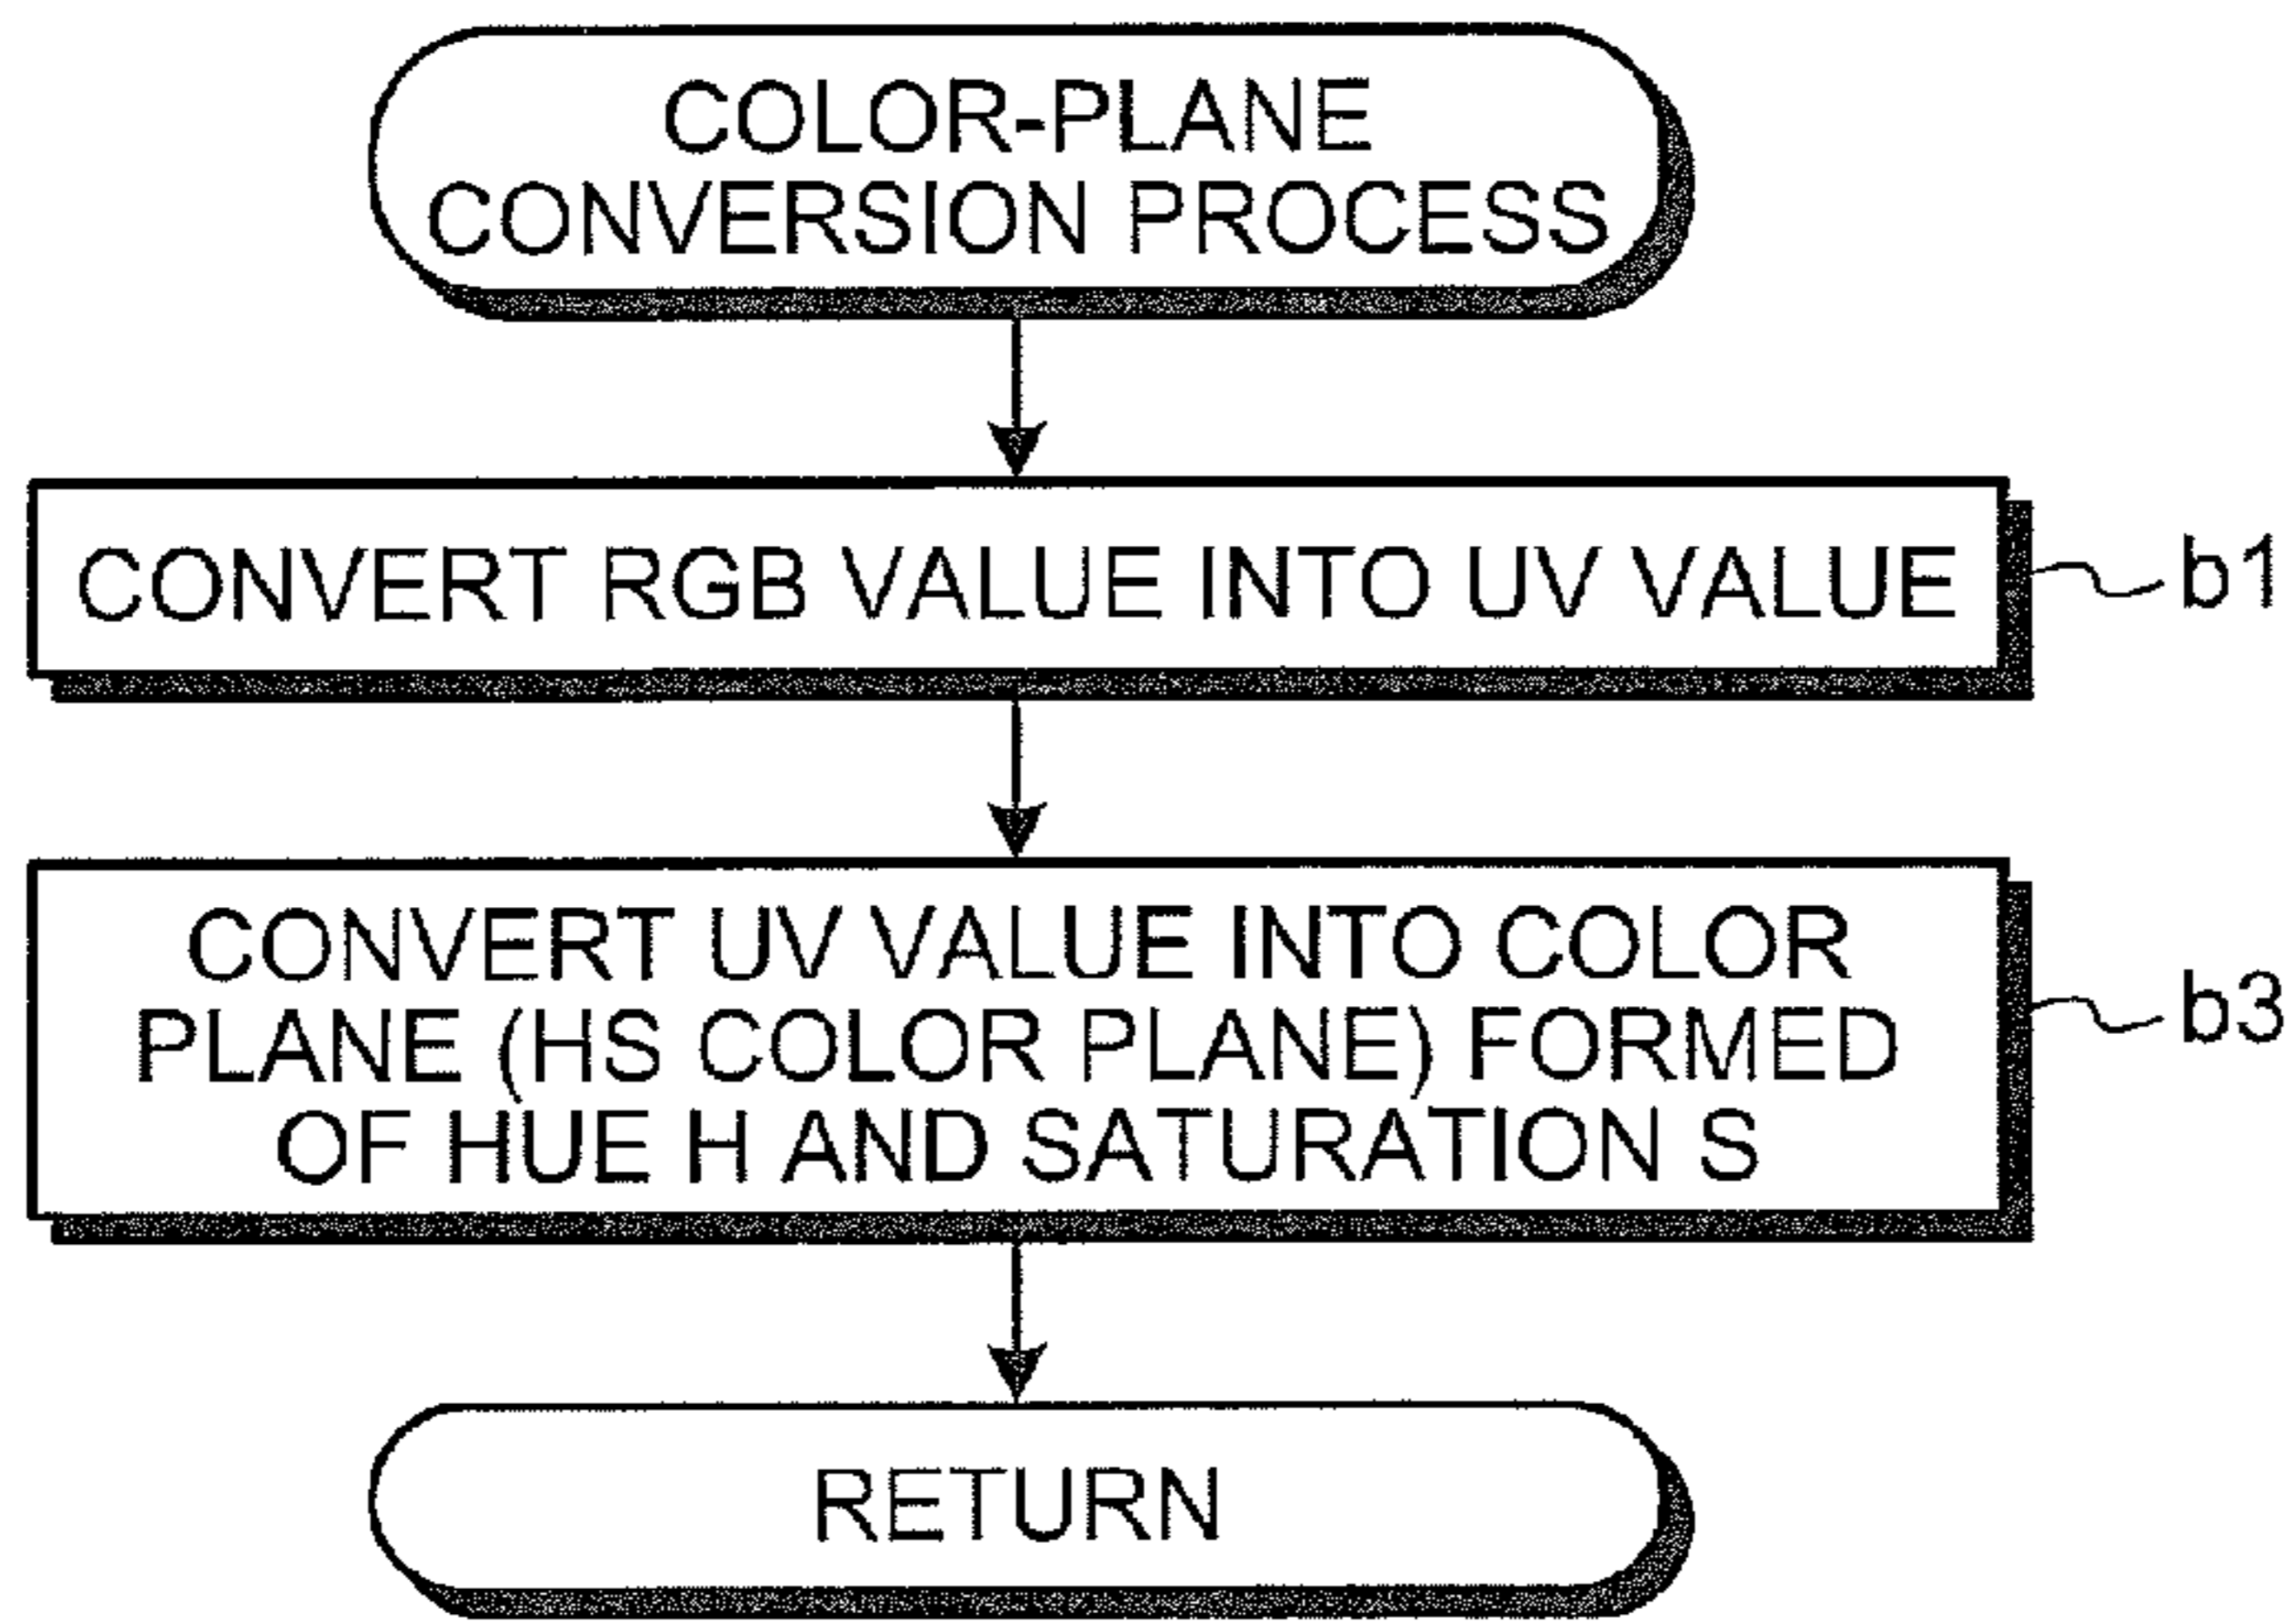 COLOR-PLANE
CONVERSION PROCESS
CONVERT RGB VALUE INTO UV VALUE
b1
CONVERT UV VALUE INTO COLOR
PLANE (HS COLOR PLANE) FORMED
OF HUE H AND SATURATION S
b3
RETURN